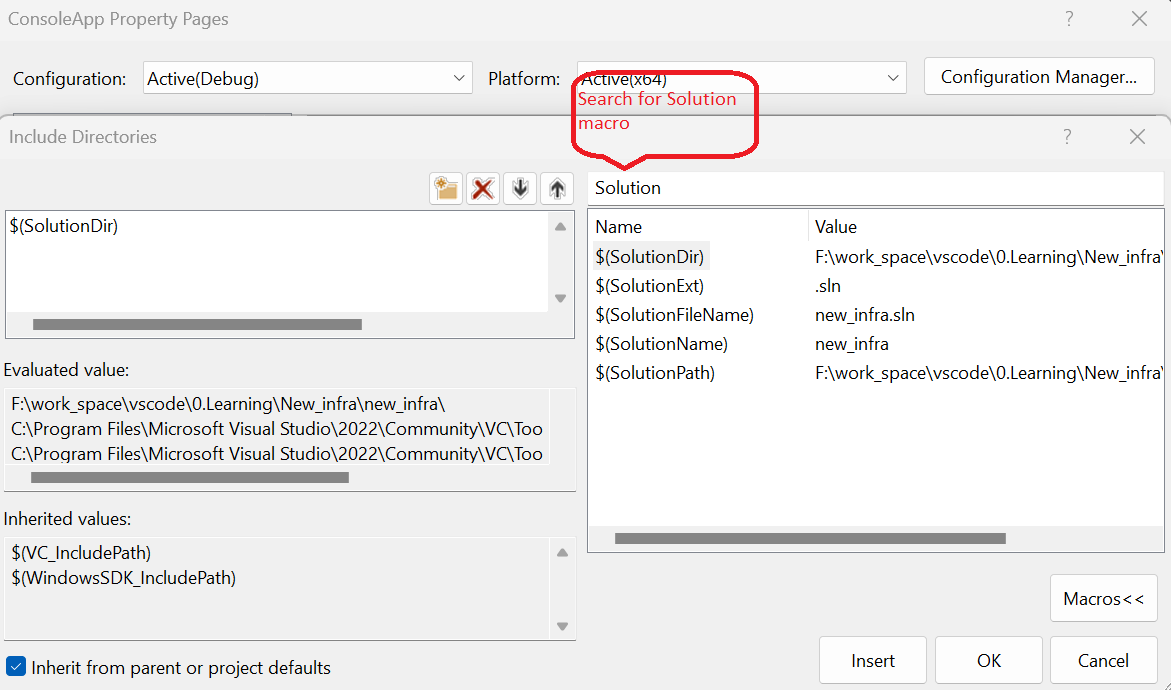 ConsoleApp Property Pages
Configuration: Active(Debug) Platform: Active(x64) Configuration Manager...
Search for Solution
macro
Include Directories
Solution
$(SolutionDir)
Name Value
$(SolutionDir) F:\work_space\vscode\0.Learning\New_infra\
$(SolutionExt) .sln
$(SolutionFileName) new_infra.sln
$(SolutionName) new_infra
$(SolutionPath) F:\work_space\vscode\0.Learning\New_infra\
Evaluated value:
F:\work_space\vscode\0.Learning\New_infra\new_infra\
C:\Program Files\Microsoft Visual Studio\2022\Community\VC\Too
C:\Program Files\Microsoft Visual Studio\2022\Community\VC\Too
Inherited values:
$(VC_IncludePath)
$(WindowsSDK_IncludePath)
Macros<<
Inherit from parent or project defaults
Insert OK Cancel